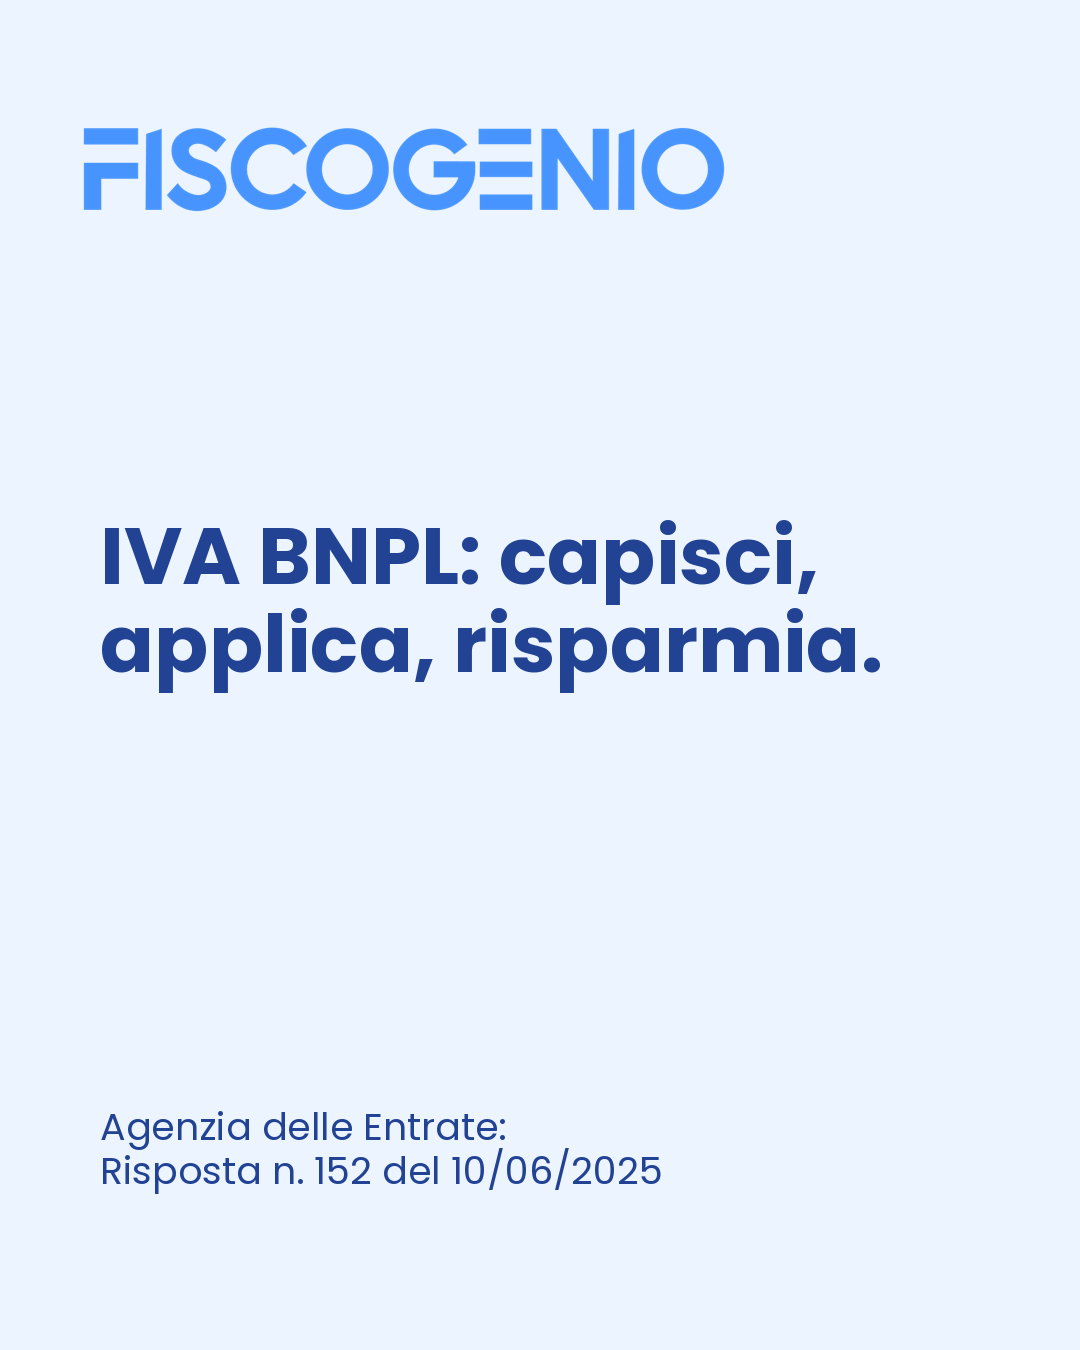 FISCOGENIO
IVA BNPL: capisci,
applica, risparmia.
Agenzia delle Entrate:
Risposta n. 152 del 10/06/2025